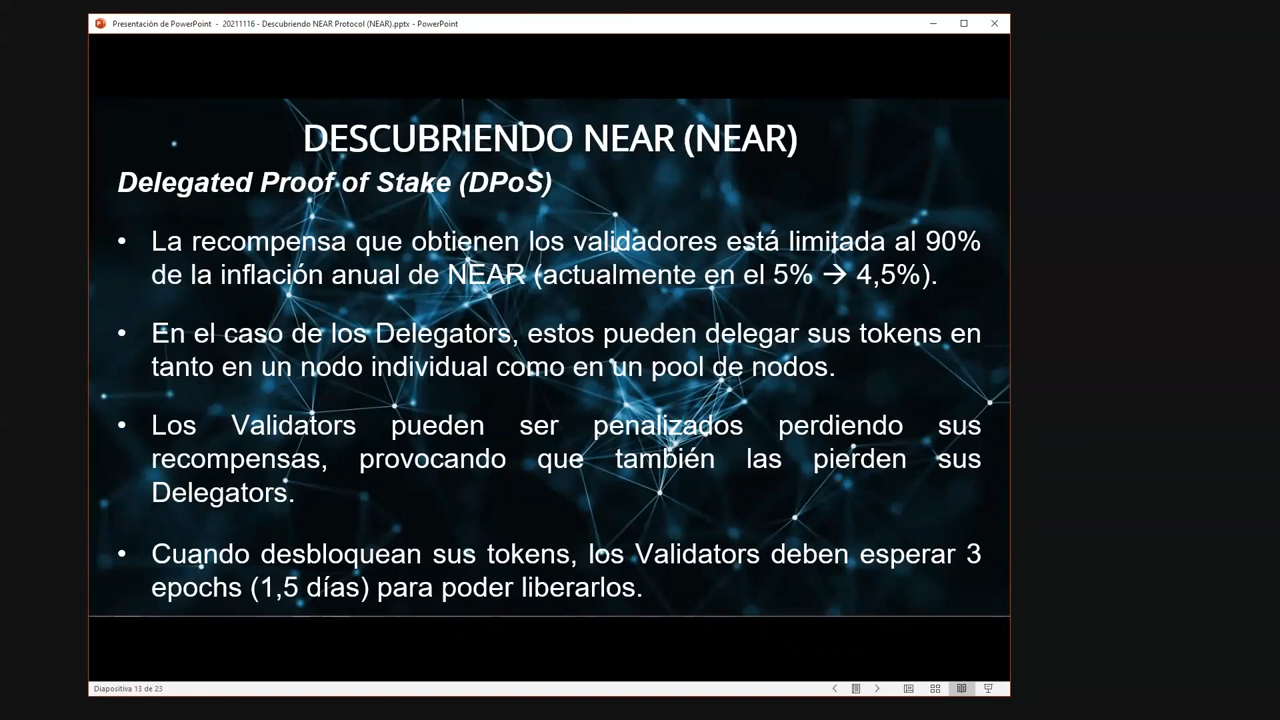 Presentación de PowerPoint - 20211116 - Descubriendo NEAR Protocol (NEAR).pptx - PowerPoint
DESCUBRIENDO NEAR (NEAR)
Delegated Proof of Stake (DPoS)
• La recompensa que obtienen los validadores está limitada al 90%
de la inflación anual de NEAR (actualmente en el 5% → 4,5%).
• En el caso de los Delegators, estos pueden delegar sus tokens en
tanto en un nodo individual como en un pool de nodos.
• Los Validators pueden ser penalizados perdiendo sus
recompensas, provocando que también las pierden sus
Delegators.
• Cuando desbloquean sus tokens, los Validators deben esperar 3
epochs (1,5 días) para poder liberarlos.
Diapositiva 13 de 23